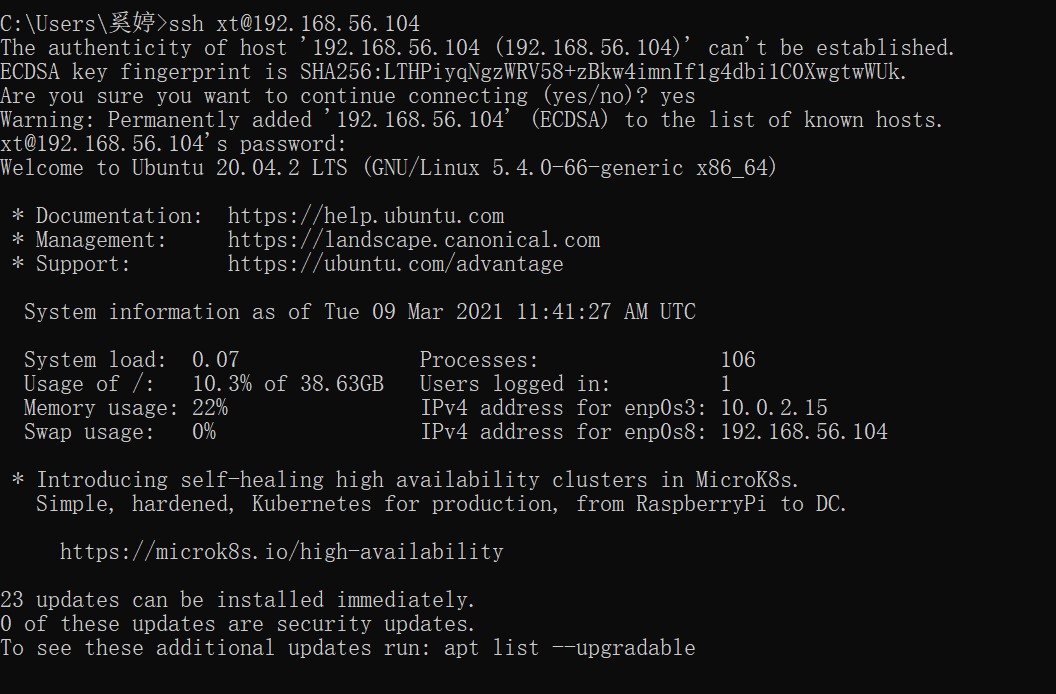 C:\Users\奚婷>ssh xt@192.168.56.104
The authenticity of host '192.168.56.104 (192.168.56.104)' can't be established.
ECDSA key fingerprint is SHA256:LTHPiyqNgzWRV58+zBkw4imnIf1g4dbi1C0XwgtwWUk.
Are you sure you want to continue connecting (yes/no)? yes
Warning: Permanently added '192.168.56.104' (ECDSA) to the list of known hosts.
xt@192.168.56.104's password:
Welcome to Ubuntu 20.04.2 LTS (GNU/Linux 5.4.0-66-generic x86_64)

 * Documentation:  https://help.ubuntu.com
 * Management:     https://landscape.canonical.com
 * Support:        https://ubuntu.com/advantage

  System information as of Tue 09 Mar 2021 11:41:27 AM UTC

  System load:  0.07               Processes:               106
  Usage of /:   10.3% of 38.63GB   Users logged in:         1
  Memory usage: 22%                IPv4 address for enp0s3: 10.0.2.15
  Swap usage:   0%                 IPv4 address for enp0s8: 192.168.56.104

 * Introducing self-healing high availability clusters in MicroK8s.
   Simple, hardened, Kubernetes for production, from RaspberryPi to DC.

     https://microk8s.io/high-availability

23 updates can be installed immediately.
0 of these updates are security updates.
To see these additional updates run: apt list --upgradable